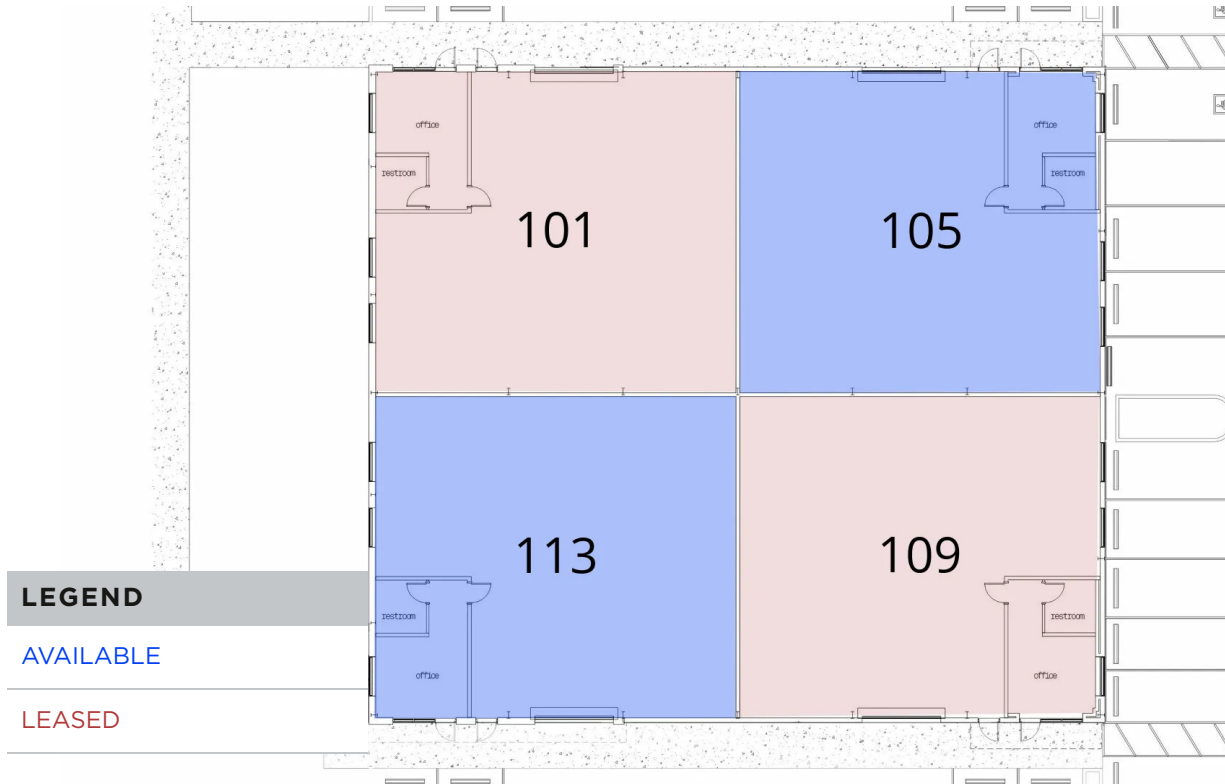 office
office
restroom
restroom
101
105
113
109
LEGEND
restroom
restroom
AVAILABLE
office
office
LEASED